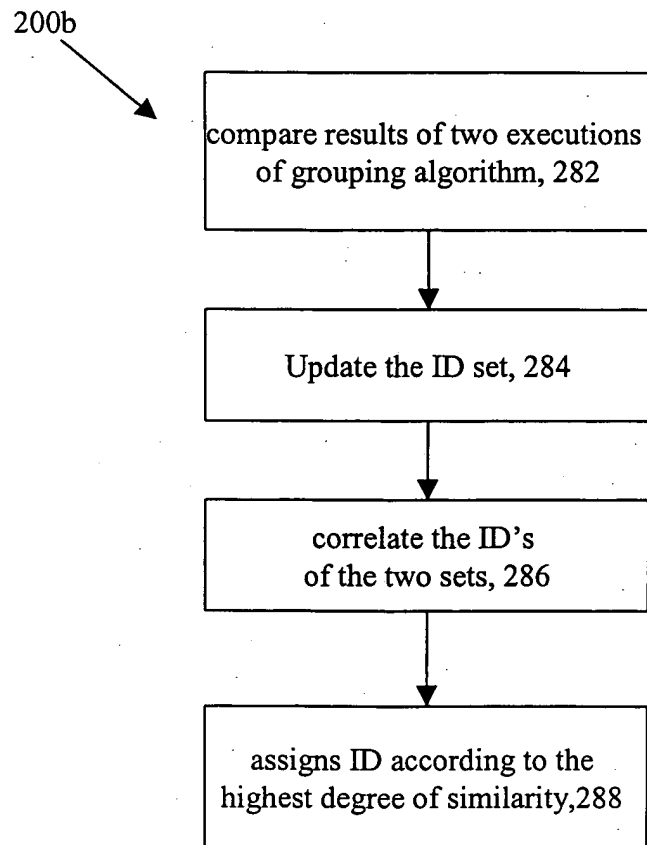 200b
compare results of two executions
of grouping algorithm, 282
Update the ID set, 284
correlate the ID's
of the two sets, 286
assigns ID according to the
highest degree of similarity,288